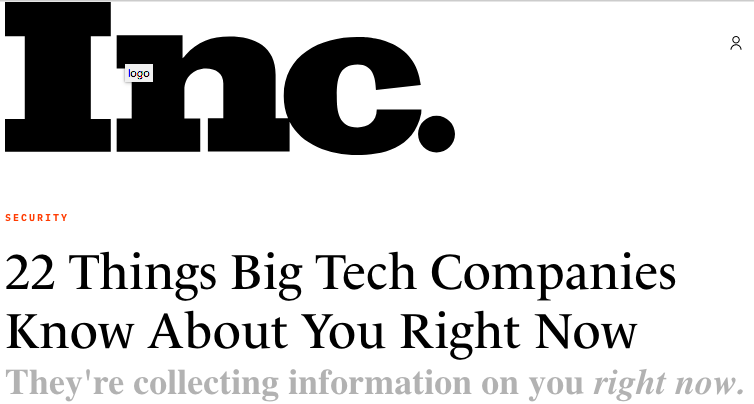 Inc.
logo
SECURITY
22 Things Big Tech Companies
Know About You Right Now
They're collecting information on you right now.